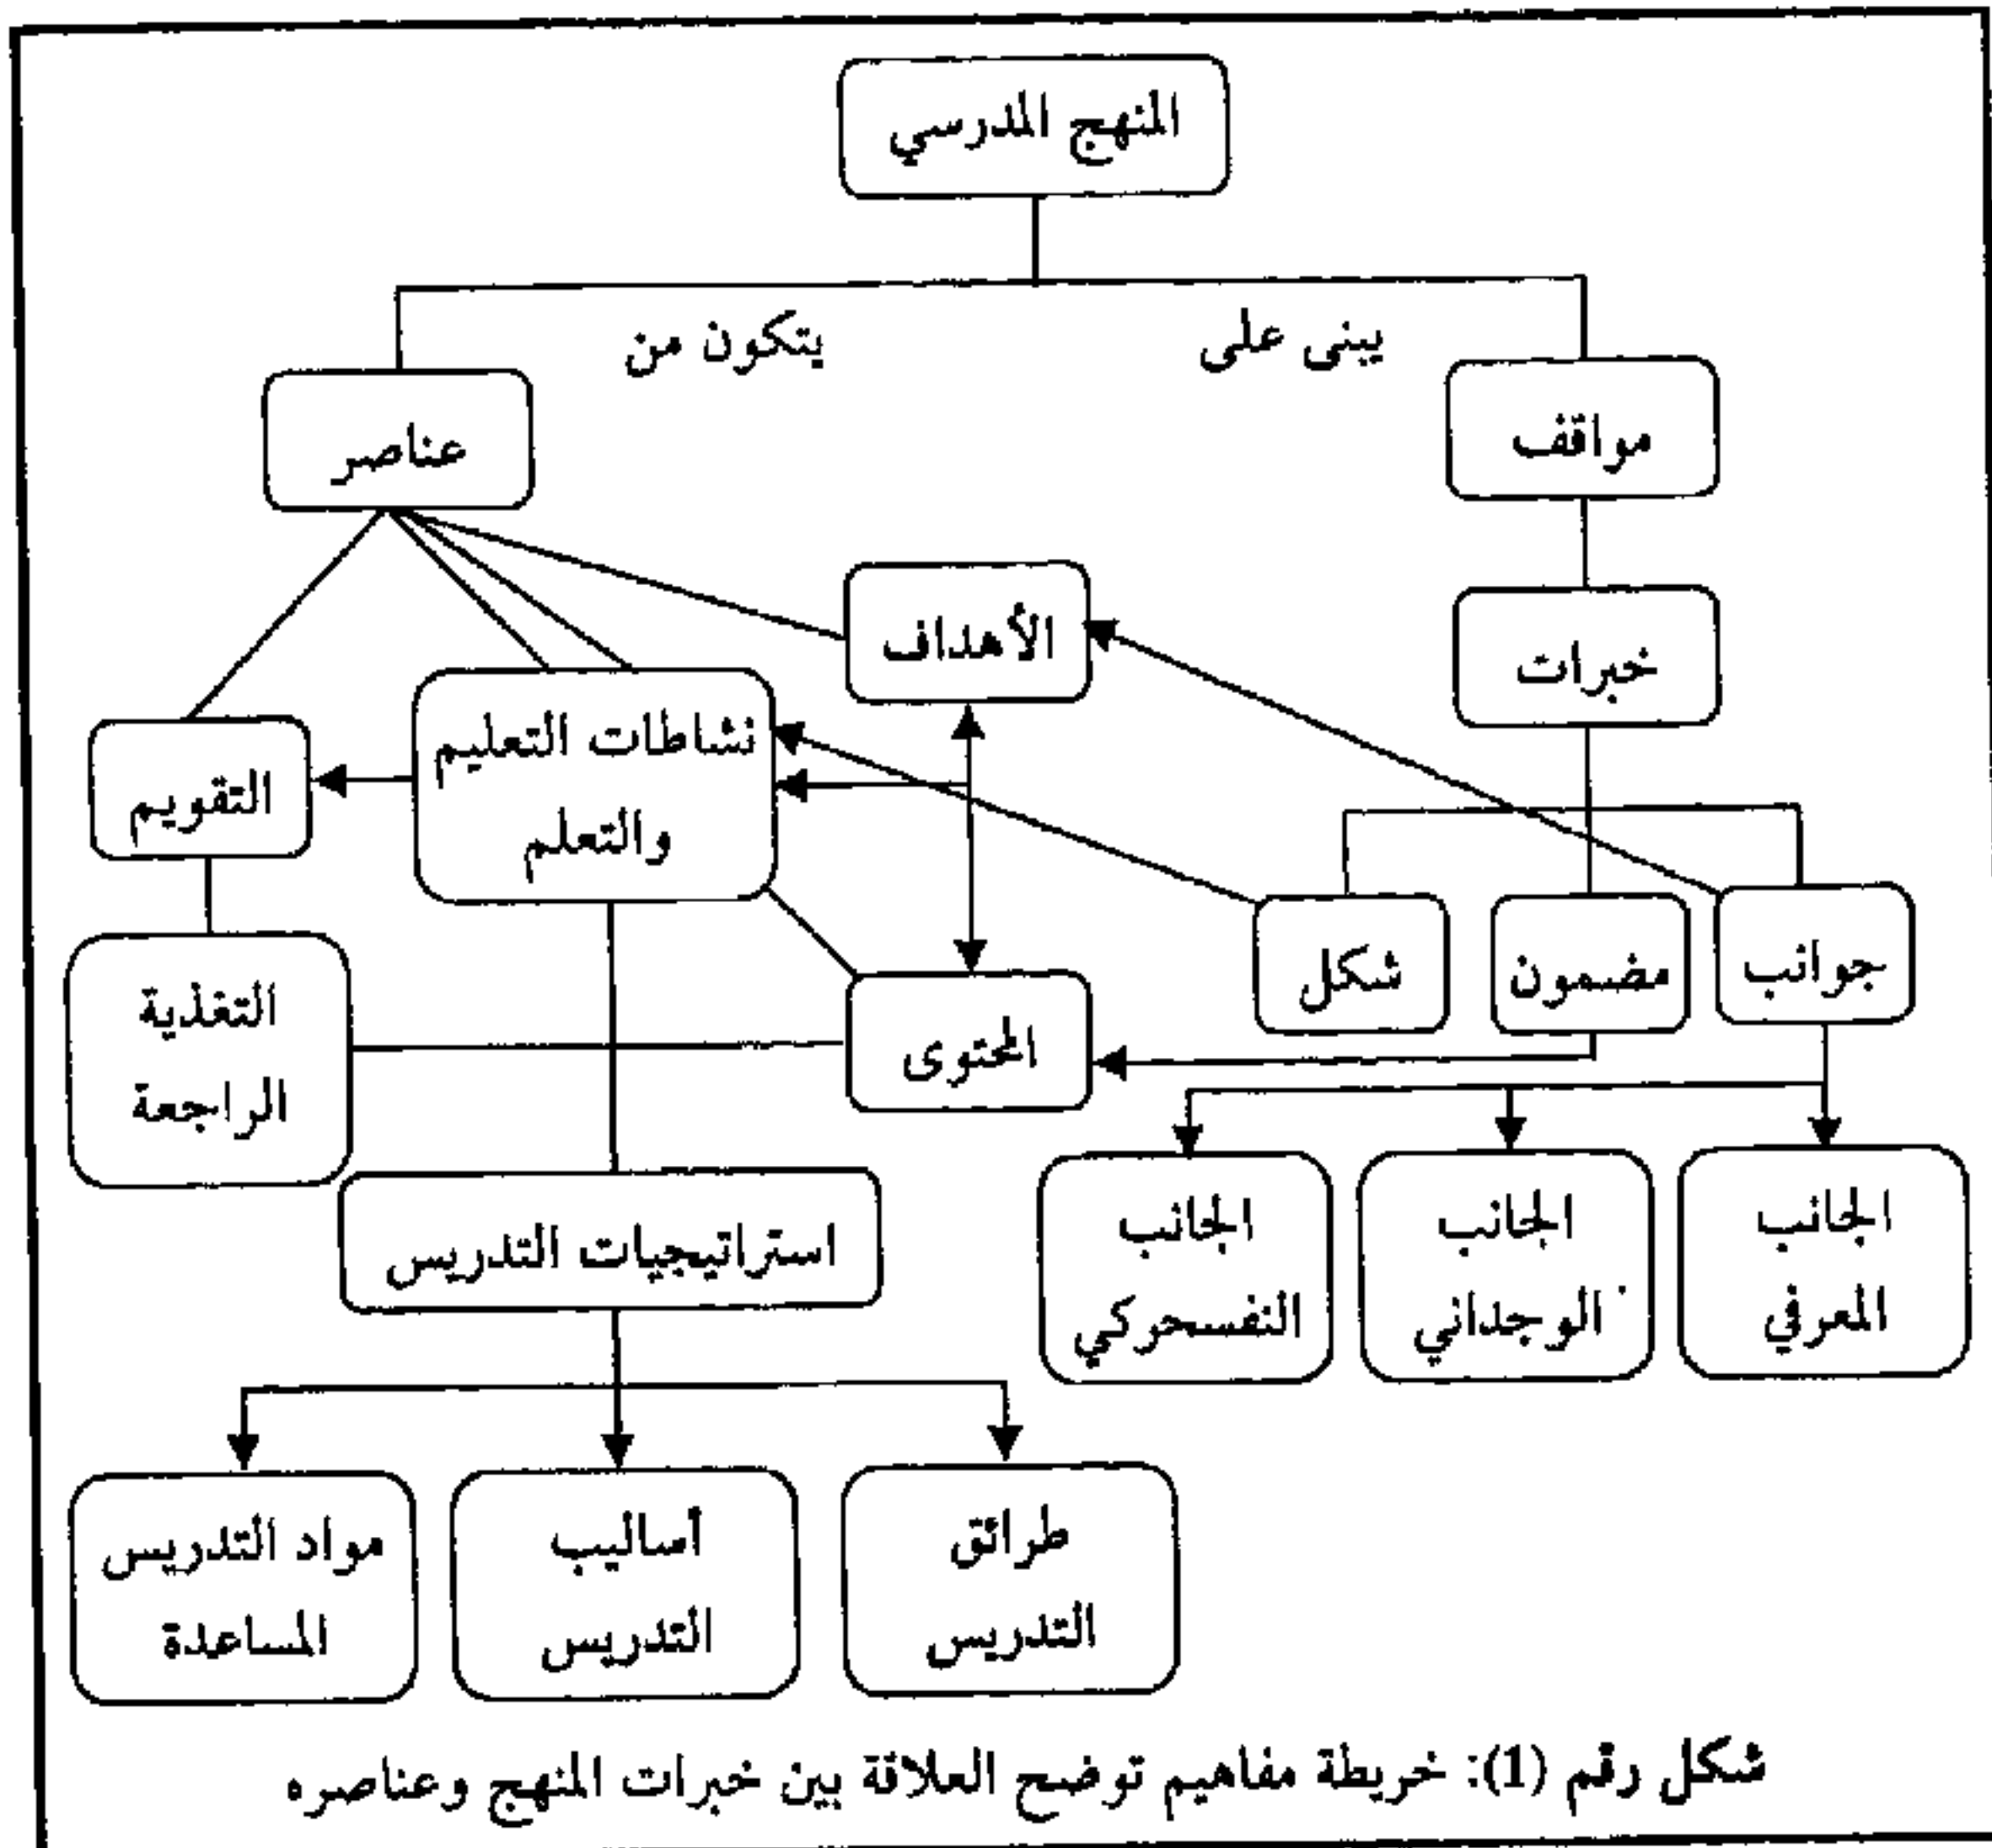 المنهج المدرسي
يبنى على
يتكون من
مواقف
عناصر
خبرات
الأهداف
نشاطات التعليم
والتعلم
التقويم
جوانب
مضمون
شكل
المحتوى
التغذية
الراجعة
الجانب
المعرفي
الجانب
الوجداني
الجانب
النفسحركي
استراتيجيات التدريس
طرائق
التدريس
أساليب
التدريس
مواد التدريس
المساعدة
شكل رقم (1): خريطة مفاهيم توضح العلاقة بين خبرات المنهج وعناصره